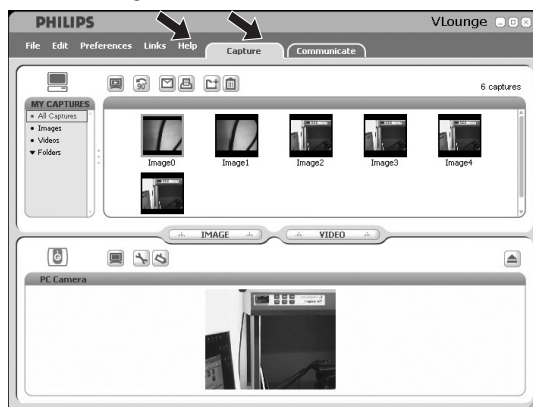 PHILIPS
VLounge
File Edit Preferences Links Help
Capture
Communicate
90°
6 captures
MY CAPTURES
All Captures
Images
Videos
Folders
Image0 Image1 Image2 Image3 Image4
IMAGE
VIDEO
PC Camera